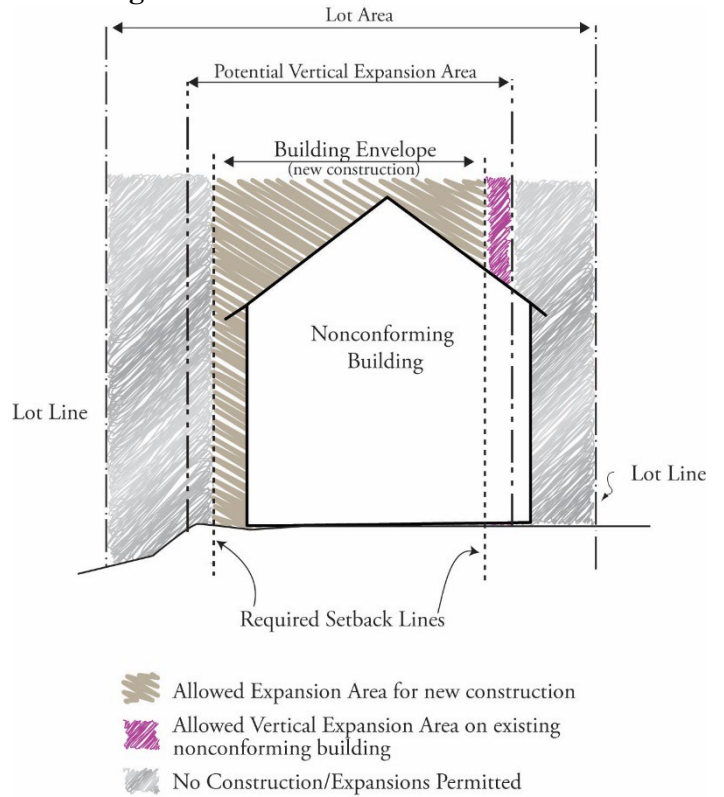 Lot Area
Potential Vertical Expansion Area
Building Envelope
(new construction)
Nonconforming
Building
Lot Line
Lot Line
Required Setback Lines
Allowed Expansion Area for new construction
Allowed Vertical Expansion Area on existing
nonconforming building
No Construction/Expansions Permitted